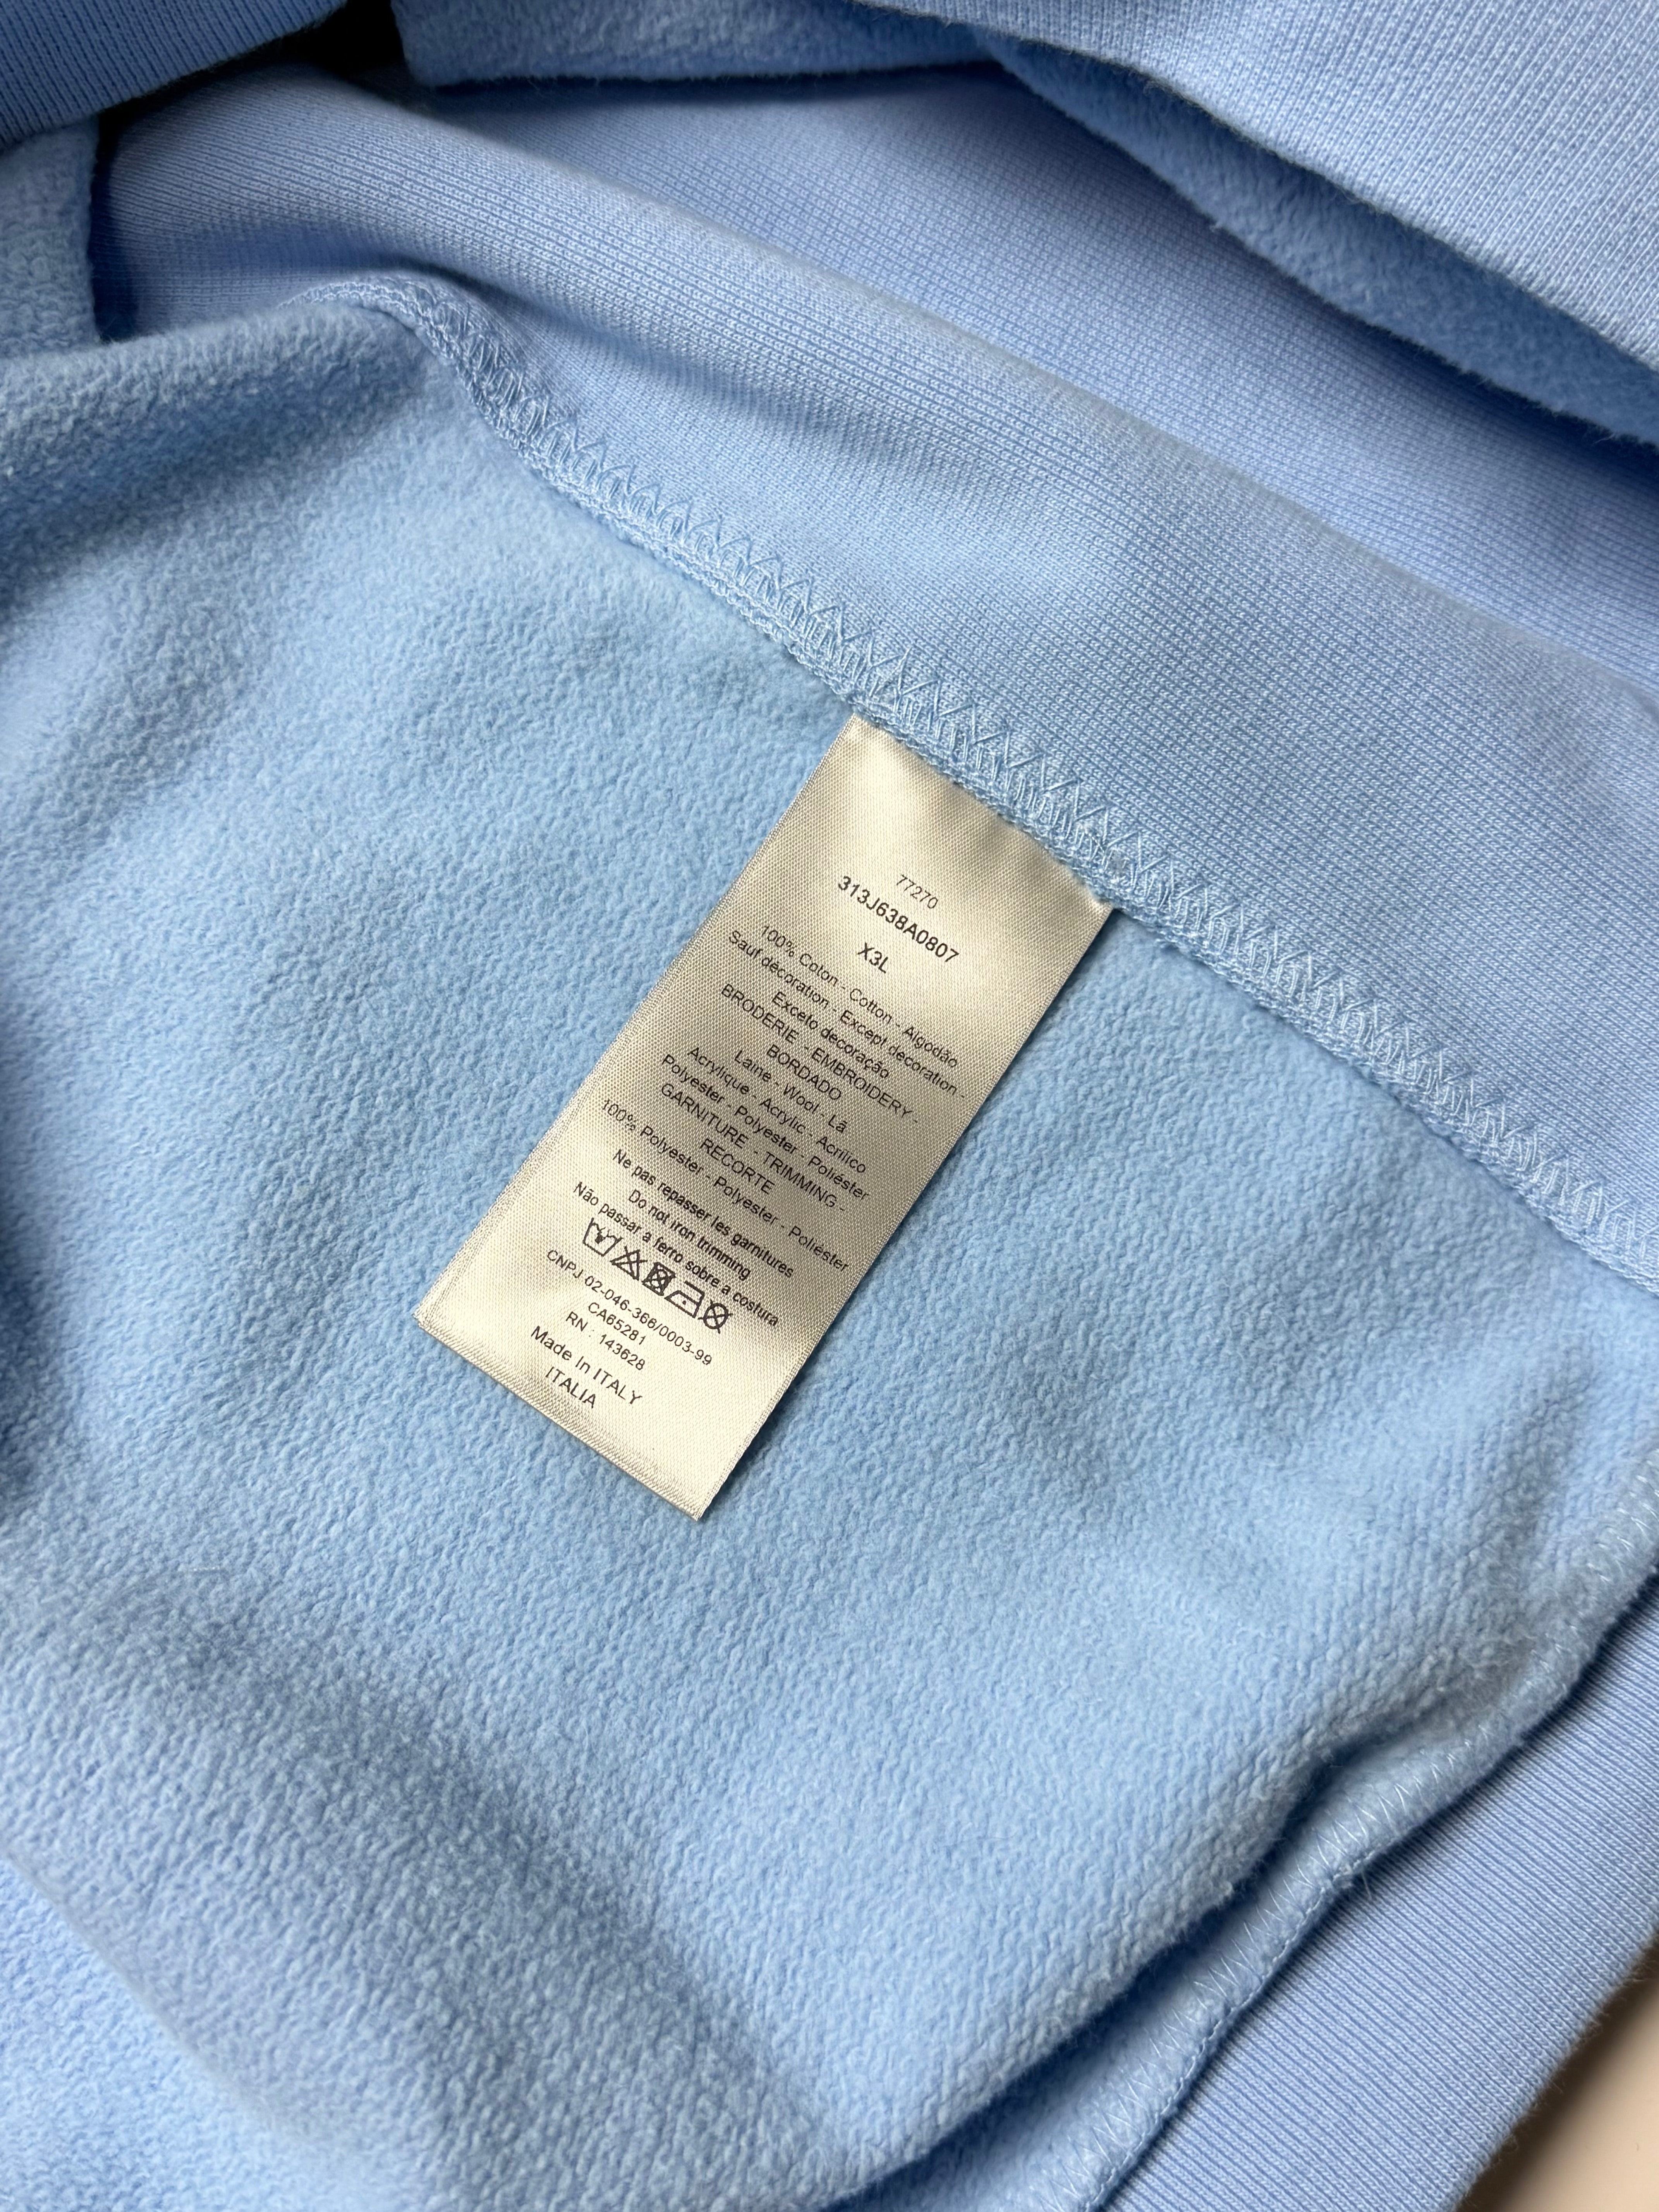 77270
313J638A0807
X3L
100% Coton - Cotton - Algodão
Sauf décoration - Except decoration -
Exceto decoração
BRODERIE - EMBROIDERY -
BORDADO
Laine - Wool - Lã
Acrylique - Acrylic - Acrílico
Polyester - Polyester - Poliéster
GARNITURE - TRIMMING -
RECORTE
100% Polyester - Polyester - Poliéster
Ne pas repasser les garnitures
Do not iron trimming
Não passar a ferro sobre a costura
CNPJ 02-046-366/0003-99
CA65281
RN : 143628
Made In ITALY
ITALIA